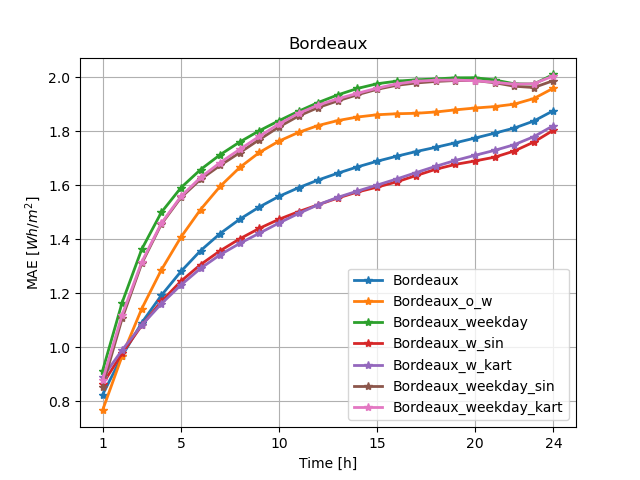 Bordeaux
MAE [Wh/m²]
2.0
1.8
1.6
1.4
1.2
1.0
0.8
Bordeaux
Bordeaux_o_w
Bordeaux_weekday
Bordeaux_w_sin
Bordeaux_w_kart
Bordeaux_weekday_sin
Bordeaux_weekday_kart
1 5 10 15 20 24
Time [h]